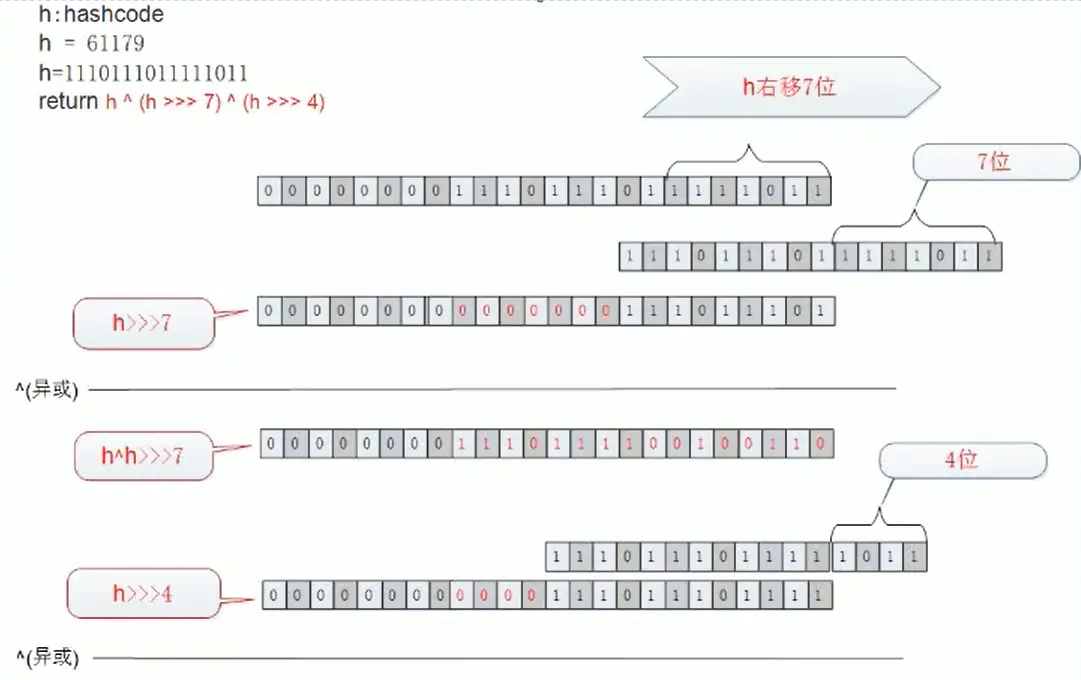 h:hashcode
h = 61179
h=1110111011111011
return h ^ (h >>> 7) ^ (h >>> 4)
h右移7位
7位
0 0 0 0 0 0 0 0 1 1 1 0 1 1 1 0 1 1 1 1 1 0 1 1
1 1 1 0 1 1 1 0 1 1 1 1 1 0 1 1
h>>>7
0 0 0 0 0 0 0 0 0 0 0 0 0 0 0 1 1 1 0 1 1 1 0 1
^(异或)
h^h>>>7
0 0 0 0 0 0 0 0 1 1 1 0 1 1 1 1 0 0 1 0 0 1 1 0
4位
1 1 1 0 1 1 1 0 1 1 1 1 1 0 1 1
h>>>4
0 0 0 0 0 0 0 0 0 0 0 0 1 1 1 0 1 1 1 0 1 1 1 1
^(异或)